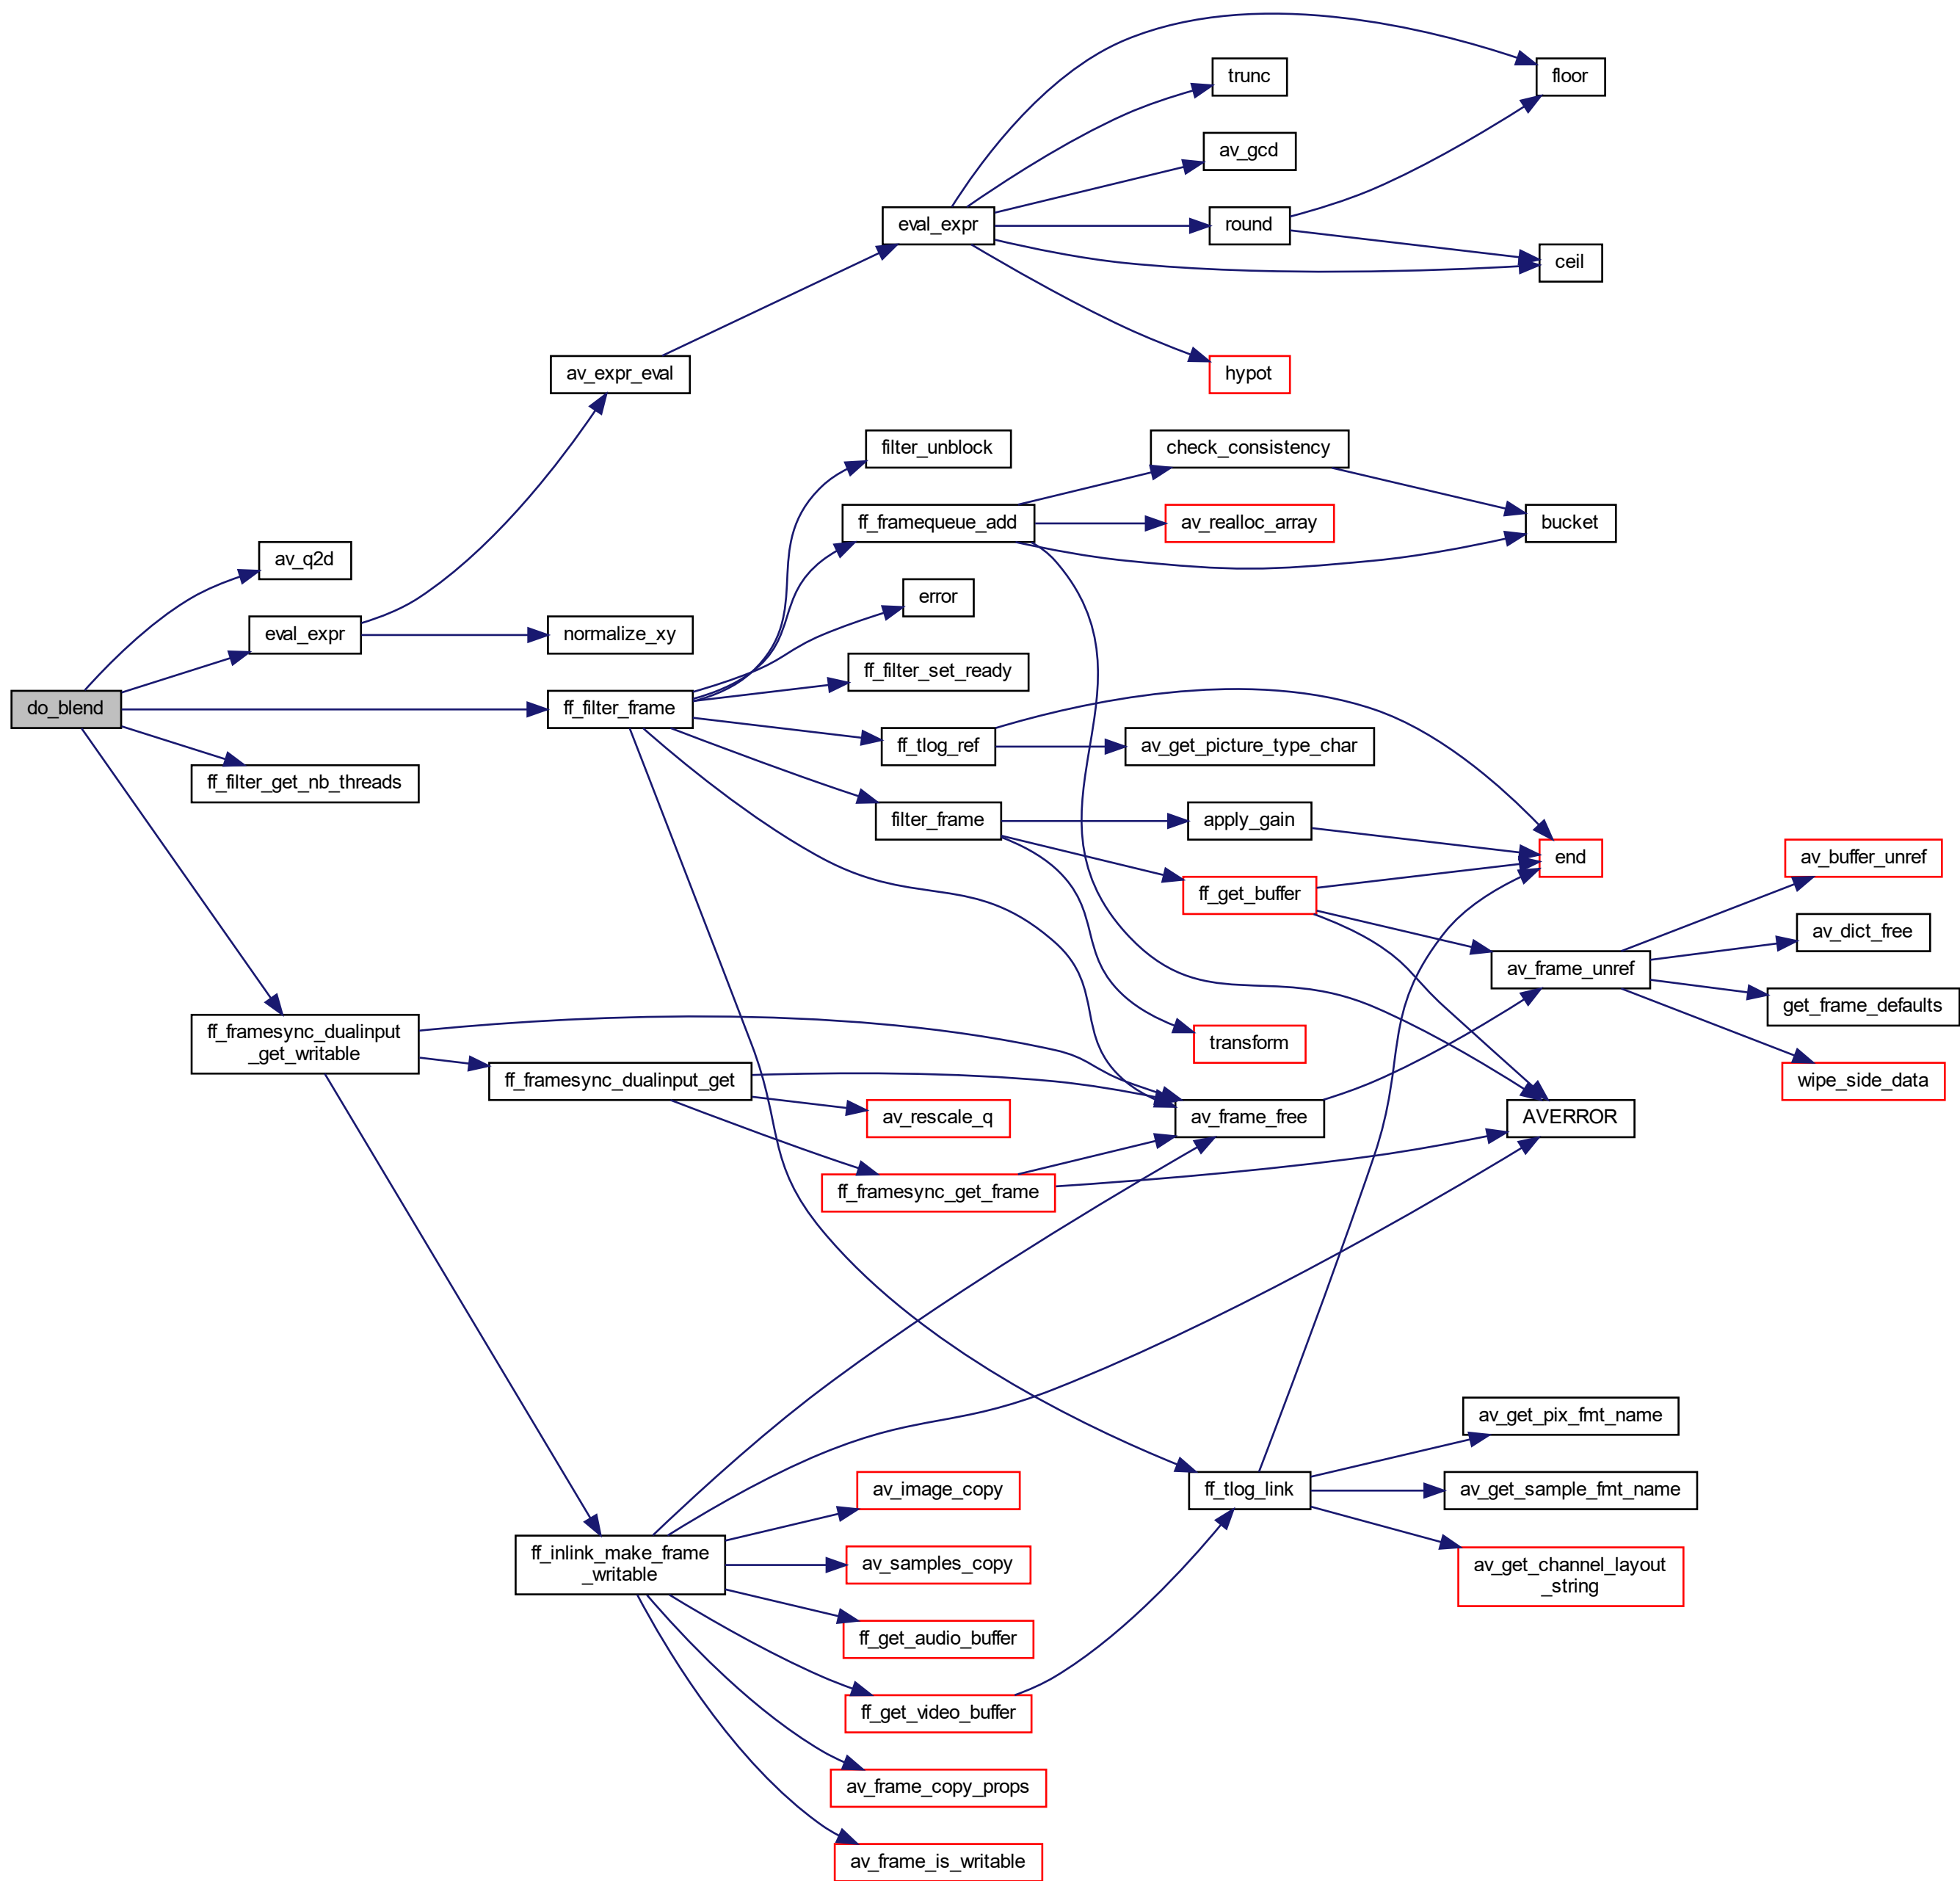 floor
trunc
av_gcd
eval_expr
round
ceil
av_expr_eval
hypot
filter_unblock
check_consistency
ff_framequeue_add
av_realloc_array
bucket
av_q2d
error
eval_expr
normalize_xy
ff_filter_set_ready
do_blend
ff_filter_frame
ff_tlog_ref
av_get_picture_type_char
ff_filter_get_nb_threads
filter_frame
apply_gain
end
av_buffer_unref
ff_get_buffer
av_dict_free
av_frame_unref
get_frame_defaults
ff_framesync_dualinput
_get_writable
transform
ff_framesync_dualinput_get
wipe_side_data
av_rescale_q
av_frame_free
AVERROR
ff_framesync_get_frame
av_get_pix_fmt_name
av_image_copy
ff_tlog_link
av_get_sample_fmt_name
ff_inlink_make_frame
_writable
av_samples_copy
av_get_channel_layout
_string
ff_get_audio_buffer
ff_get_video_buffer
av_frame_copy_props
av_frame_is_writable